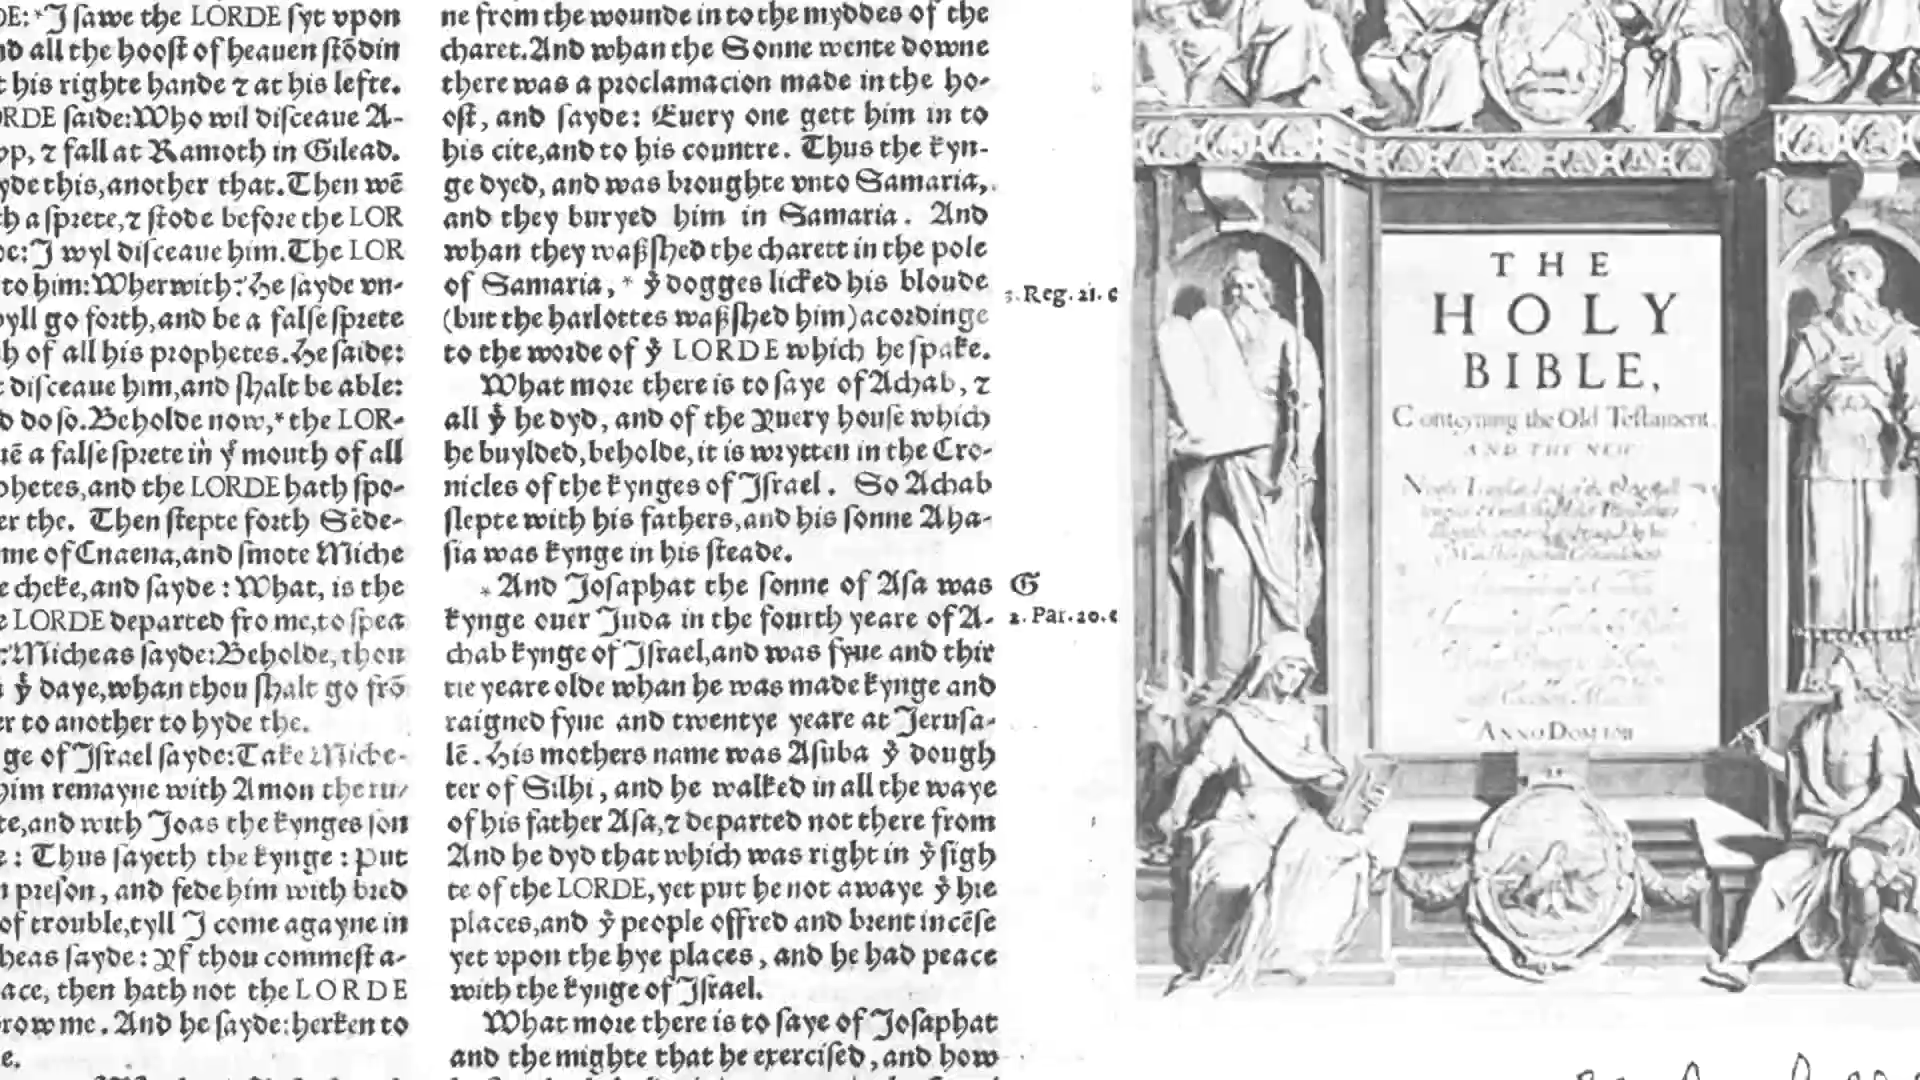 DE: *I sawe the LORDE syt vpon
all the hoost of heauen stõdin
his righte hande ⁊ at his lefte.
saide: Who wil disceaue A-
⁊ fall at Ramoth in Gilead.
this, another that. Then wē
a sprete, ⁊ stode before the LOR
I wyl disceaue him. The LOR
to him: Wherwith? He sayde vn-
go forth, and be a false sprete
of all his prophetes. He saide:
disceaue him, and shalt be able:
do so. Beholde now, * the LOR-
a false sprete in yͤ mouth of all
and the LORDE hath spo-
the. Then stepte forth Sede-
of Cnaena, and smote Miche
cheke, and sayde: What, is the
LORDE departed fro me, to spea
Micheas sayde: Beholde, thou
yͭ daye, whan thou shalt go frõ
to another to hyde the.
ge of Israel sayde: Take Miche-
him remayne with Amon the ru/
and with Joas the kynges son
Thus sayeth the kynge: put
preson, and fede him with bred
of trouble, tyll I come agayne in
sayde: Yf thou commest a-
then hath not the LORDE
me. And he sayde: herken to
ne from the wounde in to the myddes of the
charet. And whan the Sonne wente downe
there was a proclamacion made in the ho-
ost, and sayde: Euery one gett him in to
his cite, and to his countre. Thus the kyn-
ge dyed, and was broughte vnto Samaria,
and they buryed him in Samaria. And
whan they waßshed the charett in the pole
of Samaria, * yͤ dogges licked his bloude
(but the harlottes waßshed him) acordinge
to the worde of yͤ LORDE which he spake.
What more there is to saye of Achab, ⁊
all yͭ he dyd, and of the Yuery house which
he buylded, beholde, it is wrytten in the Cro-
nicles of the kynges of Israel. So Achab
slepte with his fathers, and his sonne Aha-
sia was kynge in his steade.
* And Josaphat the sonne of Asa was
kynge ouer Juda in the fourth yeare of A-
chab kynge of Israel, and was fyue and thir
tie yeare olde whan he was made kynge and
raigned fyue and twentye yeare at Jerusa-
lē. His mothers name was Asuba yͤ dough
ter of Silhi, and he walked in all the waye
of his father Asa, ⁊ departed not there from
And he dyd that which was right in yͤ sigh
te of the LORDE, yet put he not awaye yͤ hie
places, and yͤ people offred and brent incēse
yet vpon the hye places, and he had peace
with the kynge of Israel.
What more there is to saye of Josaphat
and the mighte that he exercised, and how
3. Reg. 21. c
G
2. Par. 20. c
THE
HOLY
BIBLE,
Conteyning the Old Testament,
AND THE NEW
ANNO DOM 1611